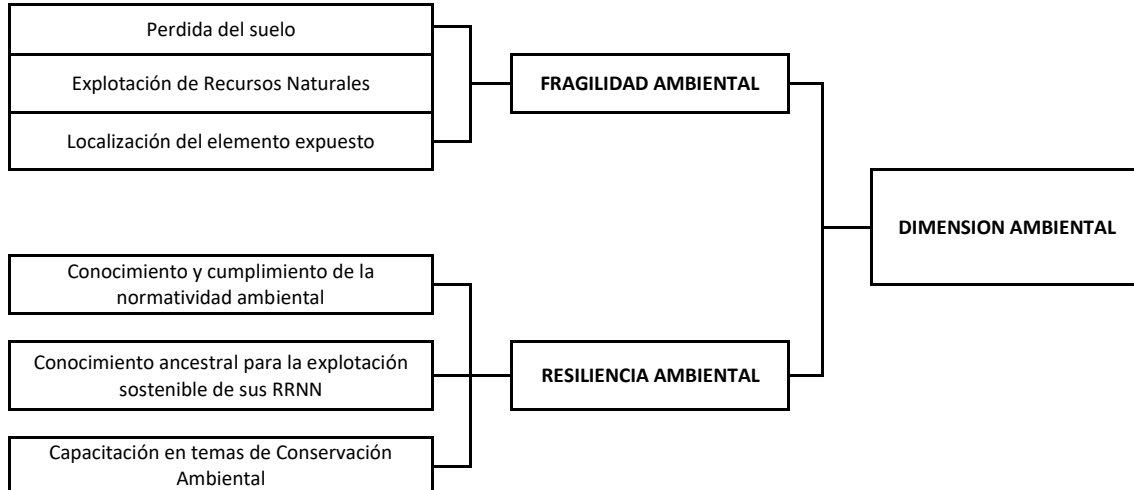 Perdida del suelo
Explotación de Recursos Naturales
FRAGILIDAD AMBIENTAL
Localización del elemento expuesto
DIMENSION AMBIENTAL
Conocimiento y cumplimiento de la
normatividad ambiental
Conocimiento ancestral para la explotación
sostenible de sus RRNN
RESILIENCIA AMBIENTAL
Capacitación en temas de Conservación
Ambiental